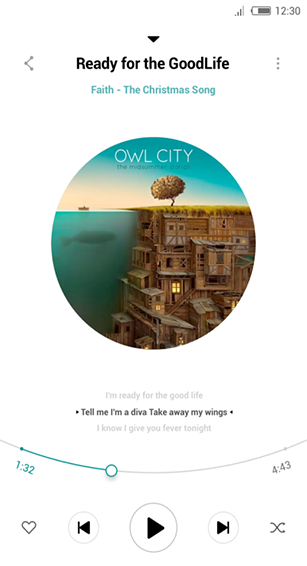 12:30
Ready for the GoodLife
Faith - The Christmas Song
OWL CITY
the midsummer station
I'm ready for the good life
Tell me I'm a diva Take away my wings
I know I give you fever tonight
1:32
4:43